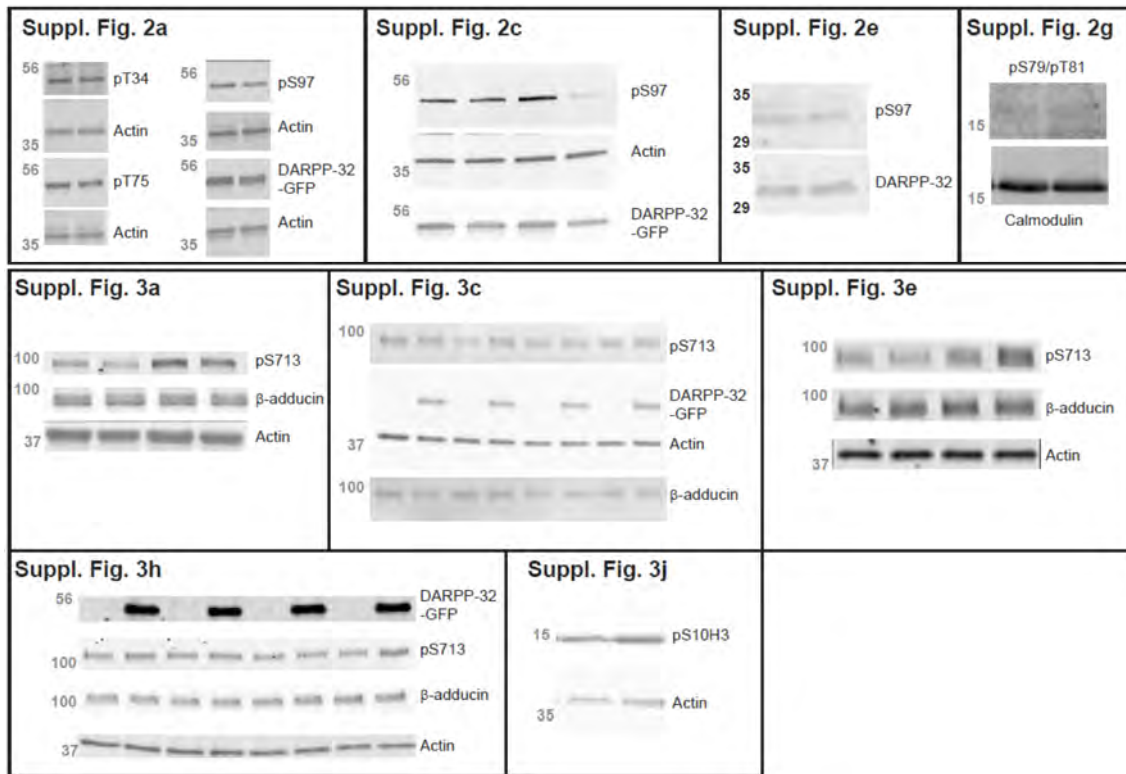 Suppl. Fig. 2a
56
pT34
Actin
35
56
pT75
Actin
35
56
pS97
Actin
35
56
DARPP-32
-GFP
Actin
35
Suppl. Fig. 2c
56
pS97
Actin
35
56
DARPP-32
-GFP
Suppl. Fig. 2e
35
pS97
29
35
DARPP-32
29
Suppl. Fig. 2g
pS79/pT81
15
15
Calmodulin
Suppl. Fig. 3a
100
pS713
100
β-adducin
Actin
37
Suppl. Fig. 3c
100
pS713
DARPP-32
-GFP
Actin
37
100
β-adducin
Suppl. Fig. 3e
100
pS713
100
β-adducin
Actin
37
Suppl. Fig. 3h
56
DARPP-32
-GFP
pS713
100
β-adducin
100
Actin
37
Suppl. Fig. 3j
15
pS10H3
Actin
35